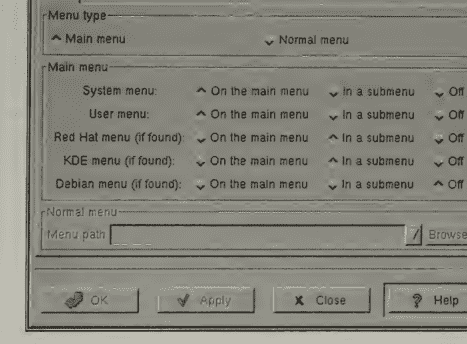 Menu type
Main menu Normal menu
Main menu
System menu: On the main menu In a submenu Off
User menu: On the main menu In a submenu Off
Red Hat menu (if found): On the main menu In a submenu Off
KDE menu (if found): On the main menu In a submenu Off
Debian menu (if found): On the main menu In a submenu Off
Normal menu
Menu path Browse
OK Apply Close Help